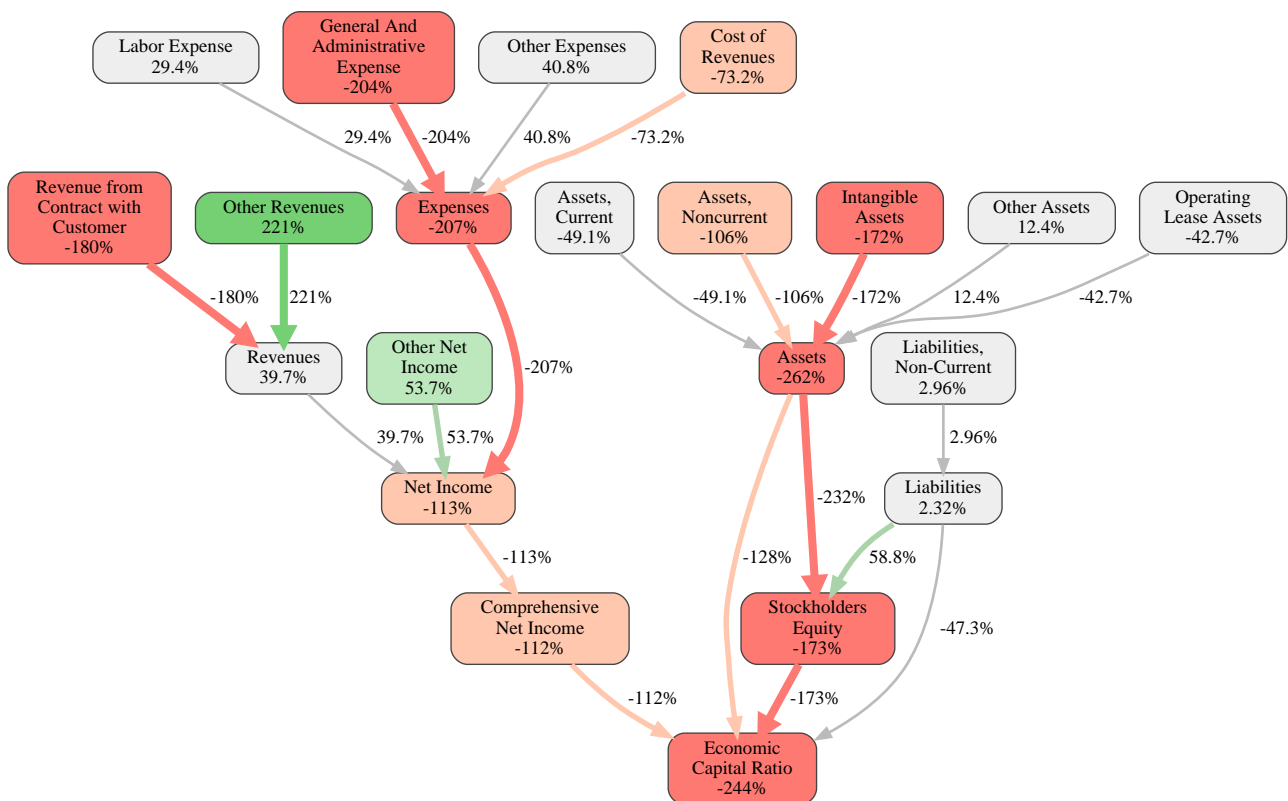 Labor Expense
29.4%
General And
Administrative
Expense
-204%
Other Expenses
40.8%
Cost of
Revenues
-73.2%
29.4%
-204%
40.8%
-73.2%
Revenue from
Contract with
Customer
-180%
Other Revenues
221%
Expenses
-207%
Assets,
Current
-49.1%
Assets,
Noncurrent
-106%
Intangible
Assets
-172%
Other Assets
12.4%
Operating
Lease Assets
-42.7%
-180%
221%
-49.1%
-106%
-172%
12.4%
-42.7%
Revenues
39.7%
Other Net
Income
53.7%
-207%
Assets
-262%
Liabilities,
Non-Current
2.96%
39.7%
53.7%
2.96%
Net Income
-113%
-232%
Liabilities
2.32%
-113%
-128%
58.8%
Comprehensive
Net Income
-112%
Stockholders
Equity
-173%
-47.3%
-112%
-173%
Economic
Capital Ratio
-244%